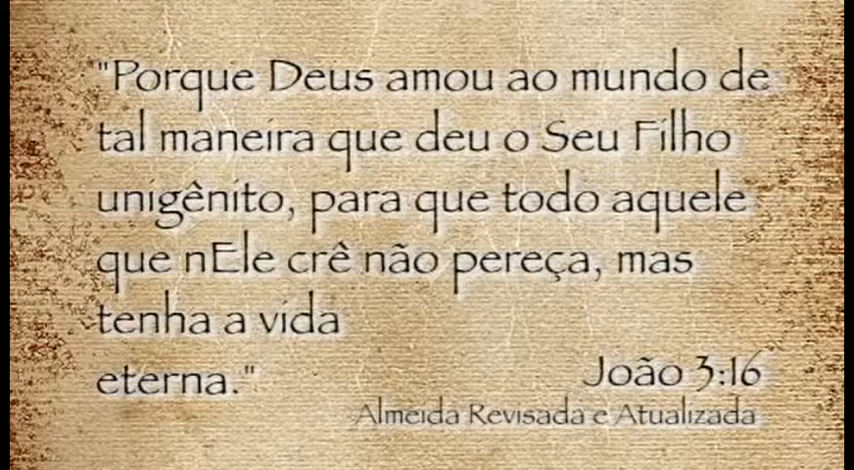 "Porque Deus amou ao mundo de
tal maneira que deu o Seu Filho
unigênito, para que todo aquele
que nEle crê não pereça, mas
tenha a vida
eterna."
João 3:16
Almeida Revisada e Atualizada